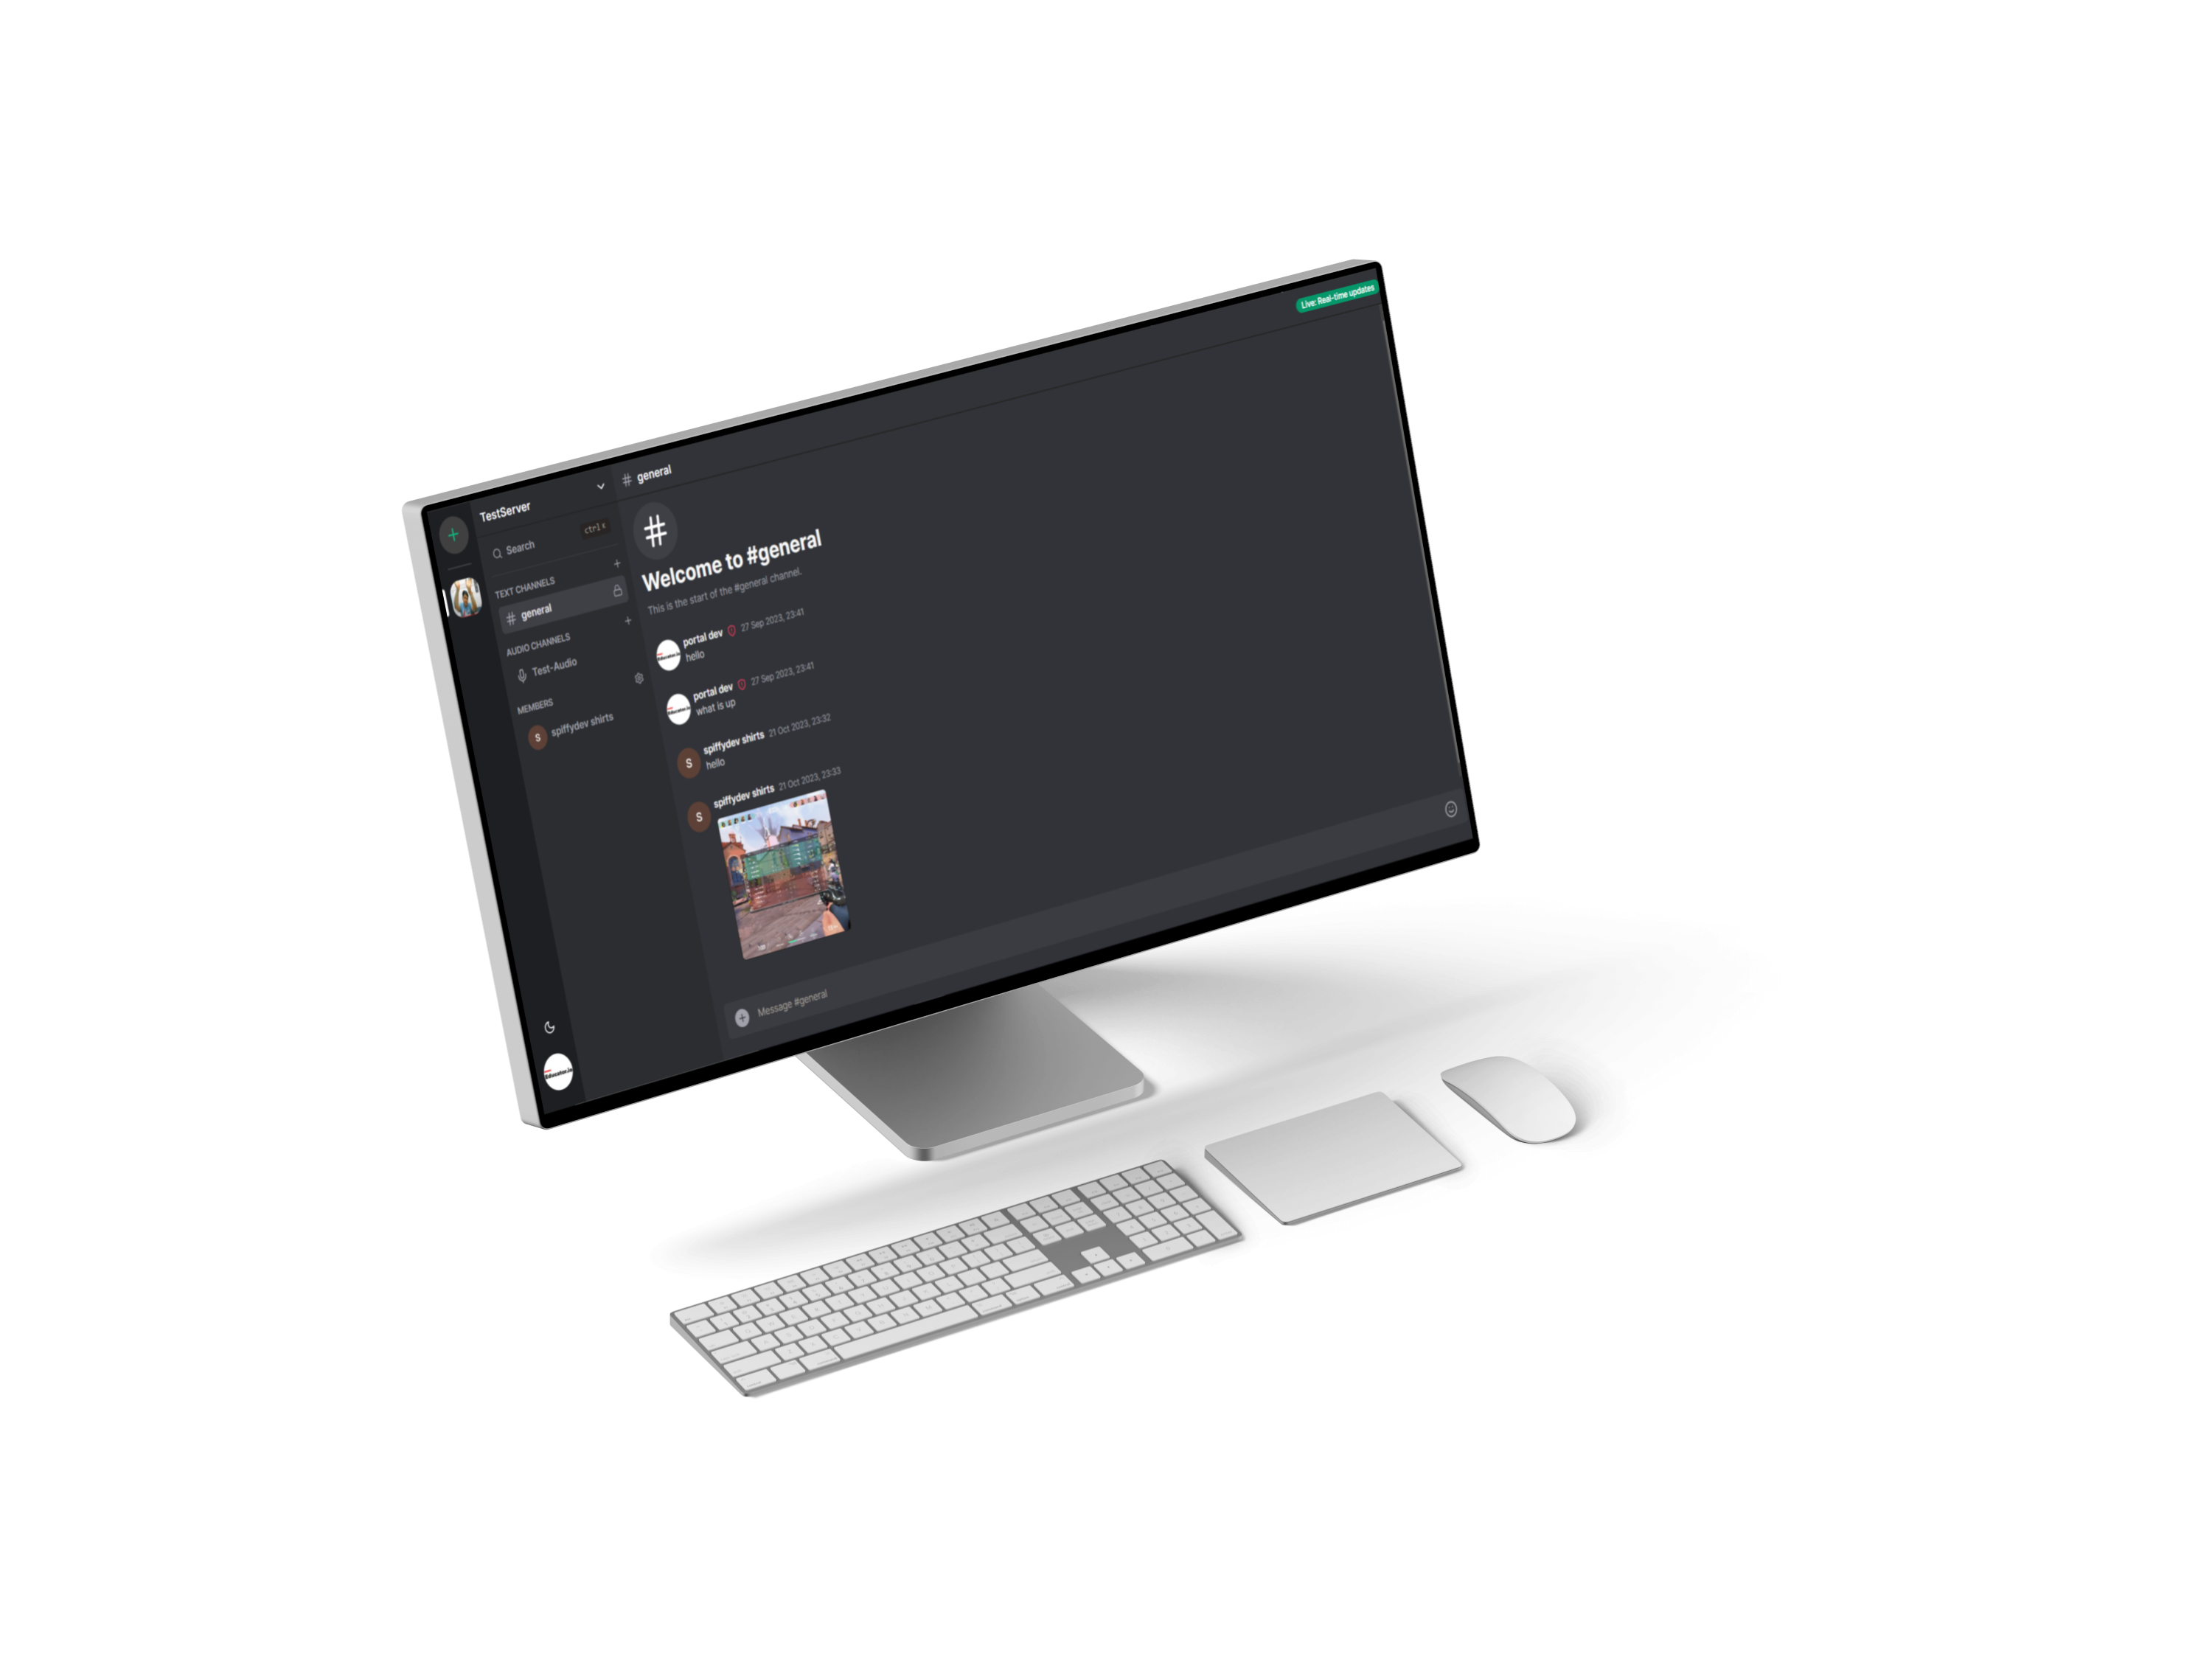 Live: Real-time updates
TestServer
Search
ctrl K
TEXT CHANNELS
general
AUDIO CHANNELS
Test-Audio
MEMBERS
S
spiffydev shirts
# general
#
Welcome to #general
This is the start of the #general channel.
portal dev 27 Sep 2023, 23:41
hello
portal dev 27 Sep 2023, 23:41
what is up
S
spiffydev shirts 21 Oct 2023, 23:32
hello
S
spiffydev shirts 21 Oct 2023, 23:33
Message #general
Educator.io